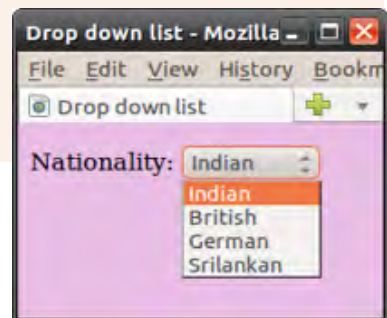 Drop down list - Mozilla
File Edit View History Bookm
Drop down list
Nationality: Indian
Indian
British
German
Srilankan